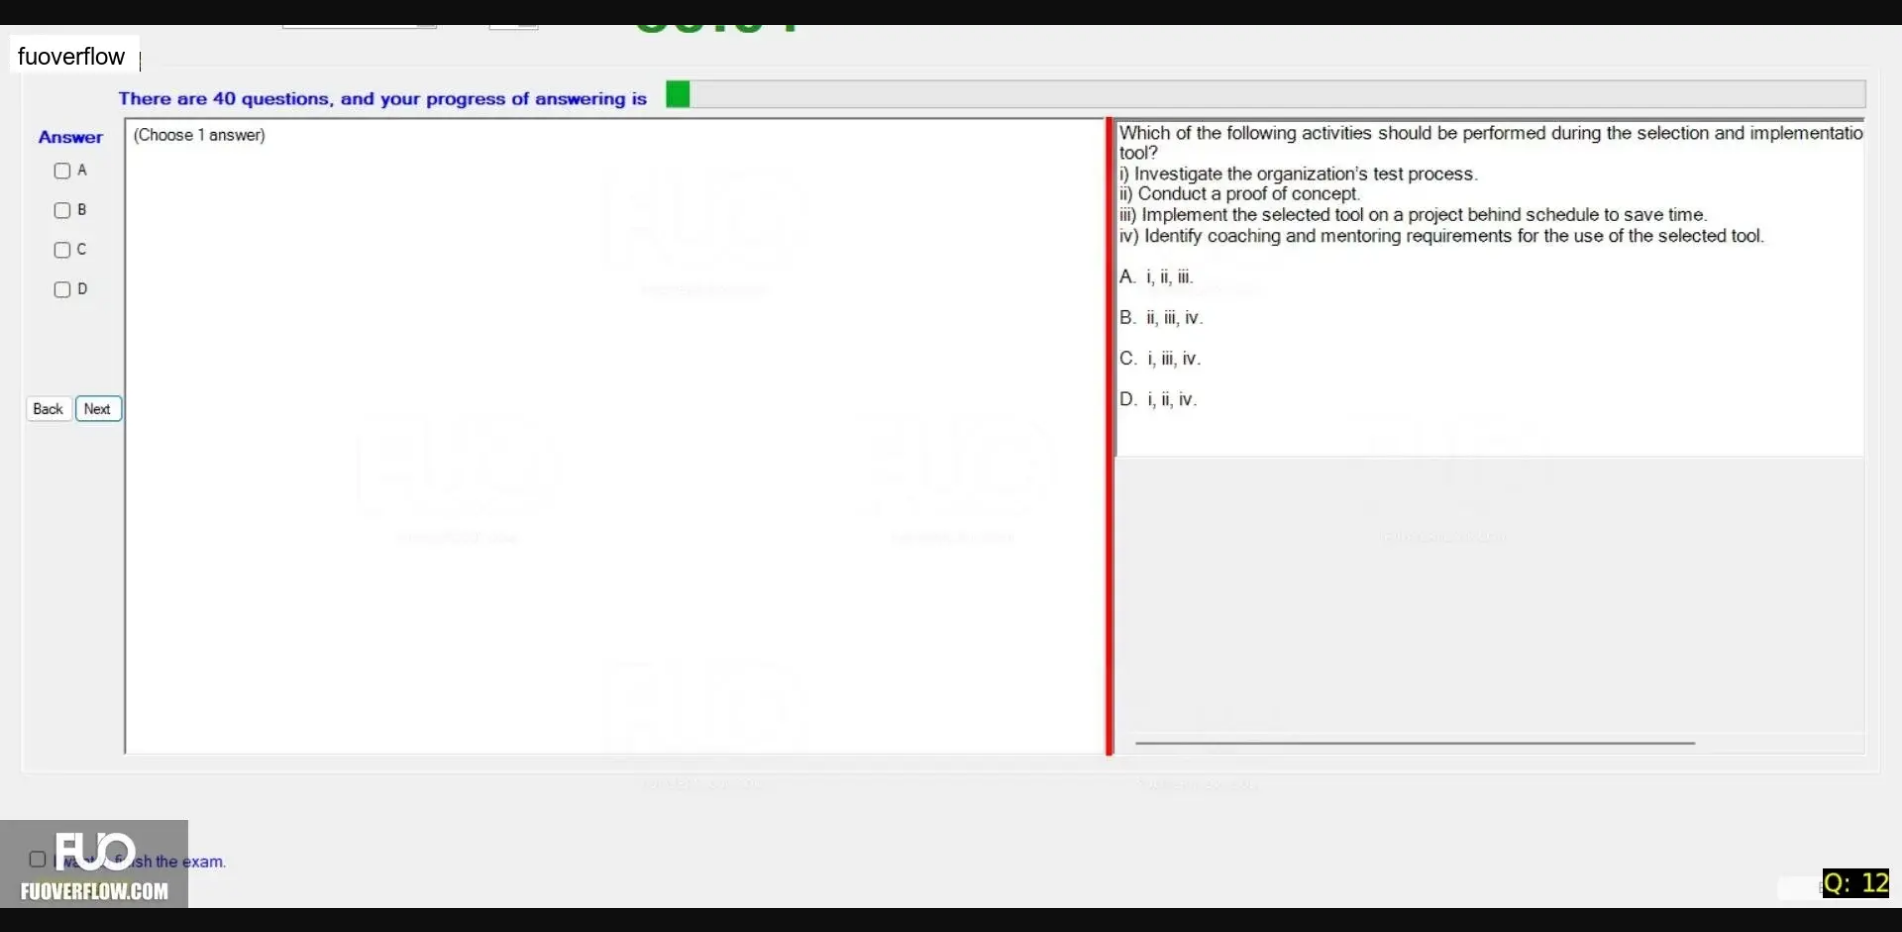 fuoverflow
There are 40 questions, and your progress of answering is
Answer
(Choose 1 answer)
A
B
C
D
Back Next
Which of the following activities should be performed during the selection and implementatio
tool?
i) Investigate the organization's test process.
ii) Conduct a proof of concept.
iii) Implement the selected tool on a project behind schedule to save time.
iv) Identify coaching and mentoring requirements for the use of the selected tool.
A. i, ii, iii.
B. ii, iii, iv.
C. i, iii, iv.
D. i, ii, iv.
the exam.
FUO
FUOVERFLOW.COM
Q: 12